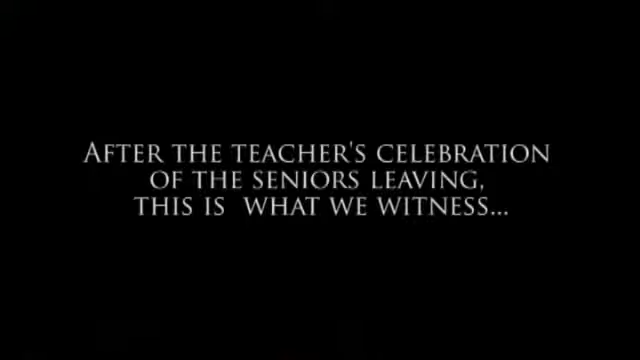 AFTER THE TEACHER'S CELEBRATION
OF THE SENIORS LEAVING,
THIS IS  WHAT WE WITNESS...